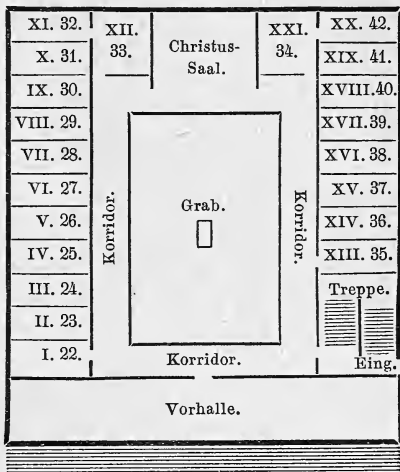 XI. 32.
X. 31.
IX. 30.
VIII. 29.
VII. 28.
VI. 27.
V. 26.
IV. 25.
III. 24.
II. 23.
I. 22.
XII.
33.
Christus-
Saal.
XXI.
34.
XX. 42.
XIX. 41.
XVIII. 40.
XVII. 39.
XVI. 38.
XV. 37.
XIV. 36.
XIII. 35.
Treppe.
Eing.
Korridor.
Grab.
Korridor.
Korridor.
Vorhalle.